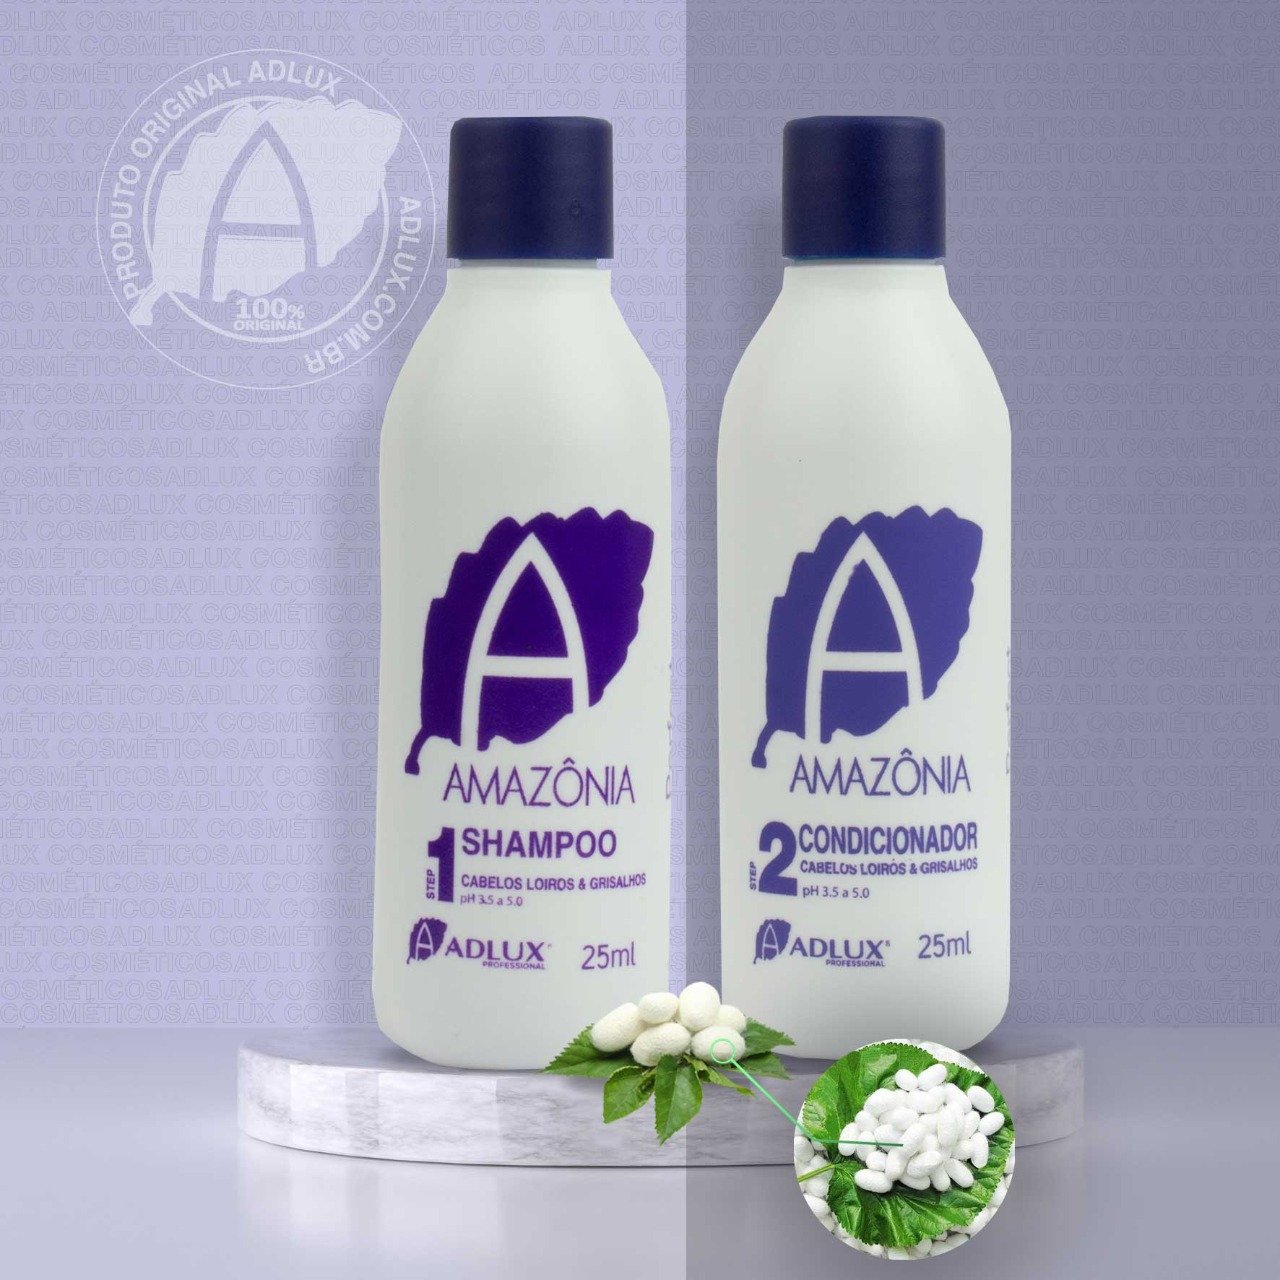 PRODUTO ORIGINAL ADLUX
ADLUX.COM.BR
100%
ORIGINAL
AMAZÔNIA
STEP 1
SHAMPOO
CABELOS LOIROS & GRISALHOS
pH 3.5 a 5.0
ADLUX
PROFESSIONAL
25ml
AMAZÔNIA
STEP 2
CONDICIONADOR
CABELOS LOIROS & GRISALHOS
pH 3.5 a 5.0
ADLUX®
PROFESSIONAL
25ml
ADLUX COSMÉTICOS